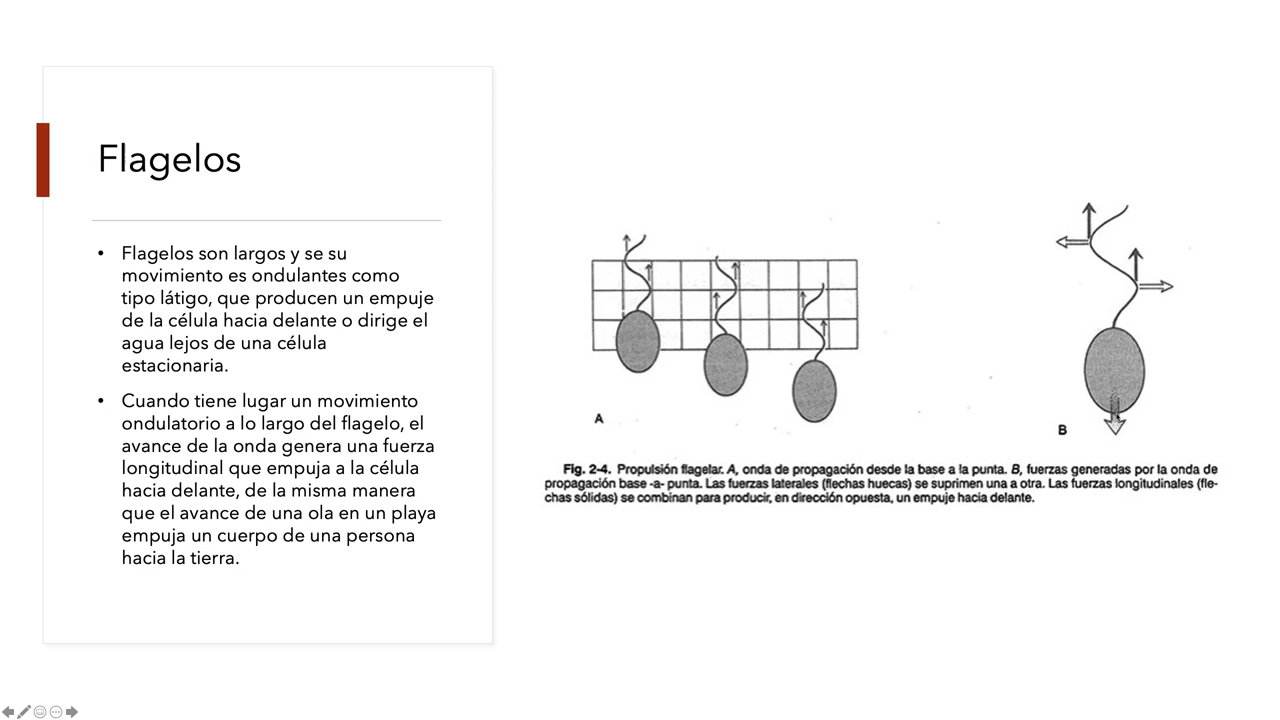 Flagelos
• Flagelos son largos y se su
movimiento es ondulantes como
tipo látigo, que producen un empuje
de la célula hacia delante o dirige el
agua lejos de una célula
estacionaria.
• Cuando tiene lugar un movimiento
ondulatorio a lo largo del flagelo, el
avance de la onda genera una fuerza
longitudinal que empuja a la célula
hacia delante, de la misma manera
que el avance de una ola en un playa
empuja un cuerpo de una persona
hacia la tierra.
A
B
Fig. 2-4. Propulsión flagelar. A, onda de propagación desde la base a la punta. B, fuerzas generadas por la onda de
propagación base -a- punta. Las fuerzas laterales (flechas huecas) se suprimen una a otra. Las fuerzas longitudinales (fle-
chas sólidas) se combinan para producir, en dirección opuesta, un empuje hacia delante.